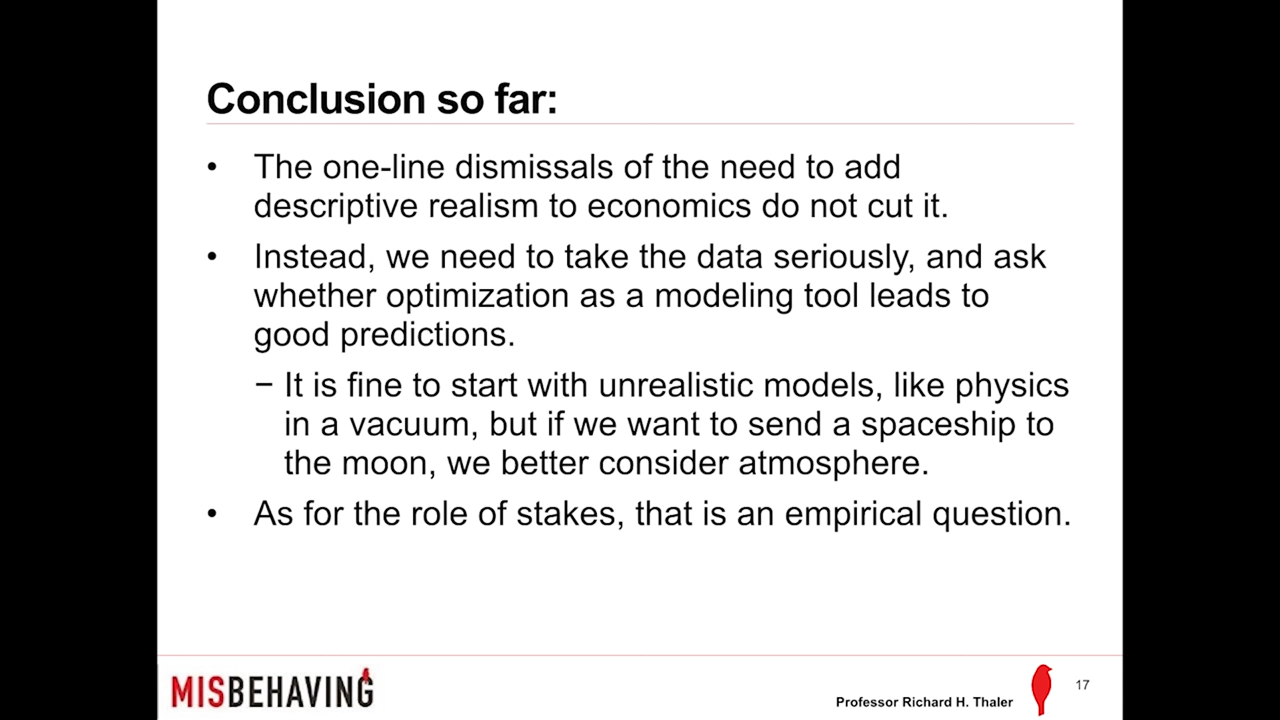 Conclusion so far:
• The one-line dismissals of the need to add
descriptive realism to economics do not cut it.
• Instead, we need to take the data seriously, and ask
whether optimization as a modeling tool leads to
good predictions.
− It is fine to start with unrealistic models, like physics
in a vacuum, but if we want to send a spaceship to
the moon, we better consider atmosphere.
• As for the role of stakes, that is an empirical question.
MISBEHAVING
Professor Richard H. Thaler
17